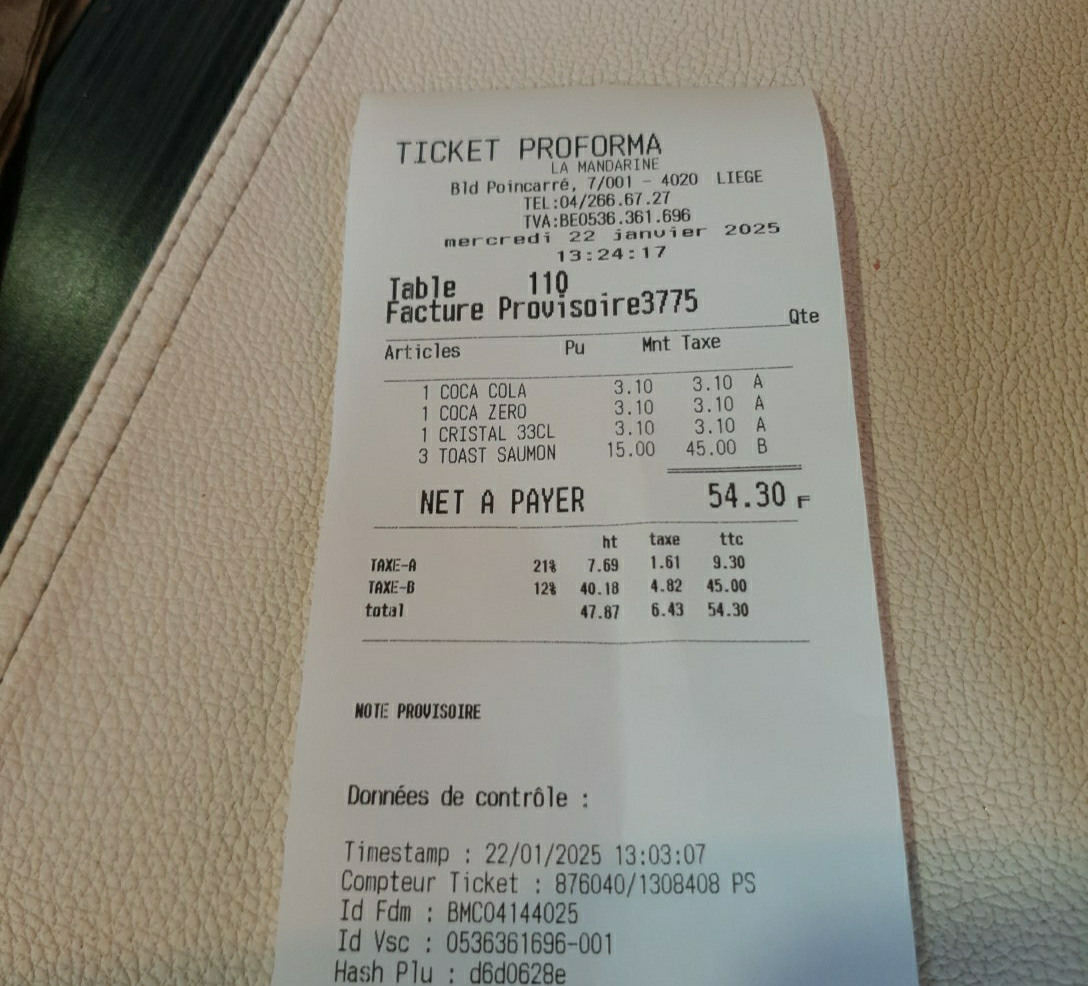 TICKET PROFORMA
LA MANDARINE
Bld Poincarré, 7/001 - 4020 LIEGE
TEL:04/266.67.27
TVA:BE0536.361.696
mercredi 22 janvier 2025
13:24:17
Table 110
Facture Provisoire3775
Qte
Articles Pu Mnt Taxe
1 COCA COLA 3.10 3.10 A
1 COCA ZERO 3.10 3.10 A
1 CRISTAL 33CL 3.10 3.10 A
3 TOAST SAUMON 15.00 45.00 B
NET A PAYER 54.30 F
ht taxe ttc
TAXE-A 21% 7.69 1.61 9.30
TAXE-B 12% 40.18 4.82 45.00
total 47.87 6.43 54.30
NOTE PROVISOIRE
Données de contrôle :
Timestamp : 22/01/2025 13:03:07
Compteur Ticket : 876040/1308408 PS
Id Fdm : BMC04144025
Id Vsc : 0536361696-001
Hash Plu : d6d0628e